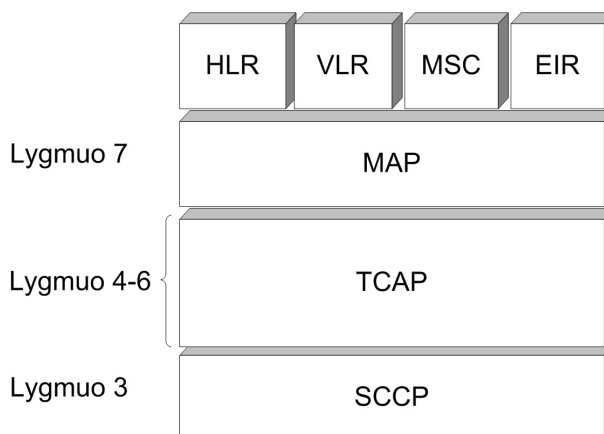 HLR VLR MSC EIR
Lygmuo 7 MAP
Lygmuo 4-6 TCAP
Lygmuo 3 SCCP